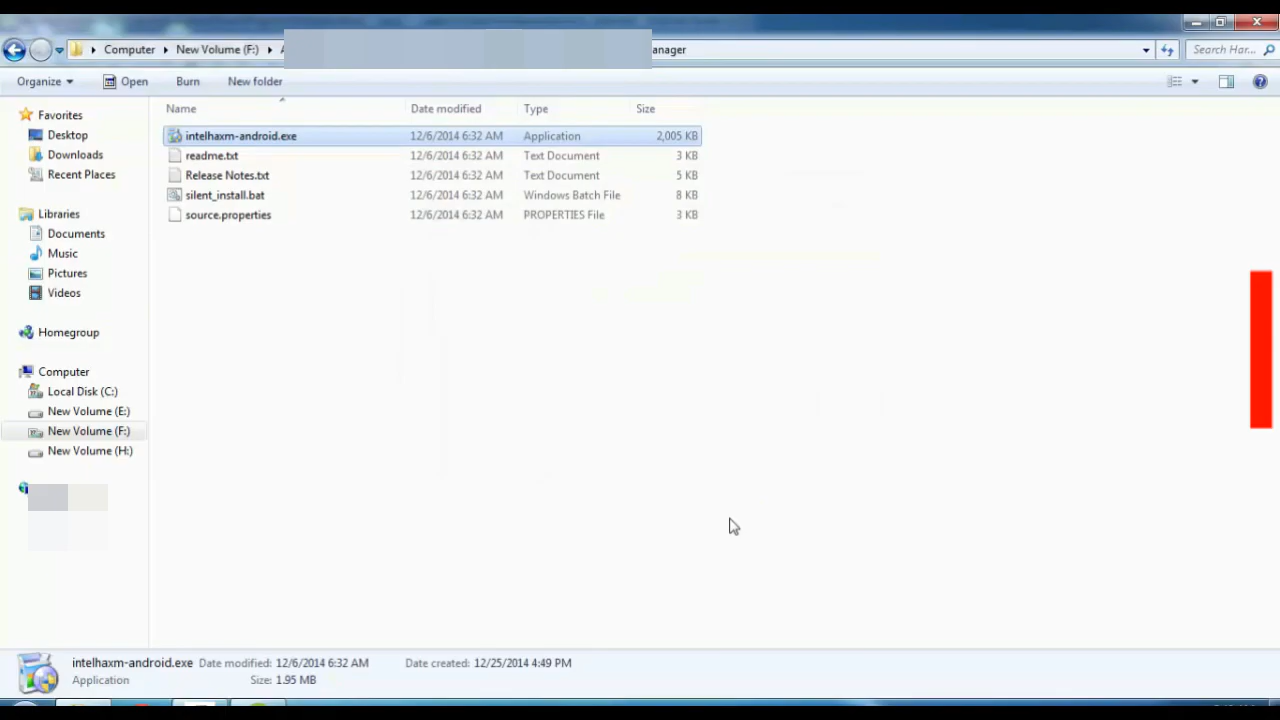 Computer ▸ New Volume (F:) ▸ anager
Search Har...
Organize Open Burn New folder
Name Date modified Type Size
intelhaxm-android.exe 12/6/2014 6:32 AM Application 2,005 KB
readme.txt 12/6/2014 6:32 AM Text Document 3 KB
Release Notes.txt 12/6/2014 6:32 AM Text Document 5 KB
silent_install.bat 12/6/2014 6:32 AM Windows Batch File 8 KB
source.properties 12/6/2014 6:32 AM PROPERTIES File 3 KB
Favorites
Desktop
Downloads
Recent Places
Libraries
Documents
Music
Pictures
Videos
Homegroup
Computer
Local Disk (C:)
New Volume (E:)
New Volume (F:)
New Volume (H:)
intelhaxm-android.exe Date modified: 12/6/2014 6:32 AM Date created: 12/25/2014 4:49 PM
Application Size: 1.95 MB